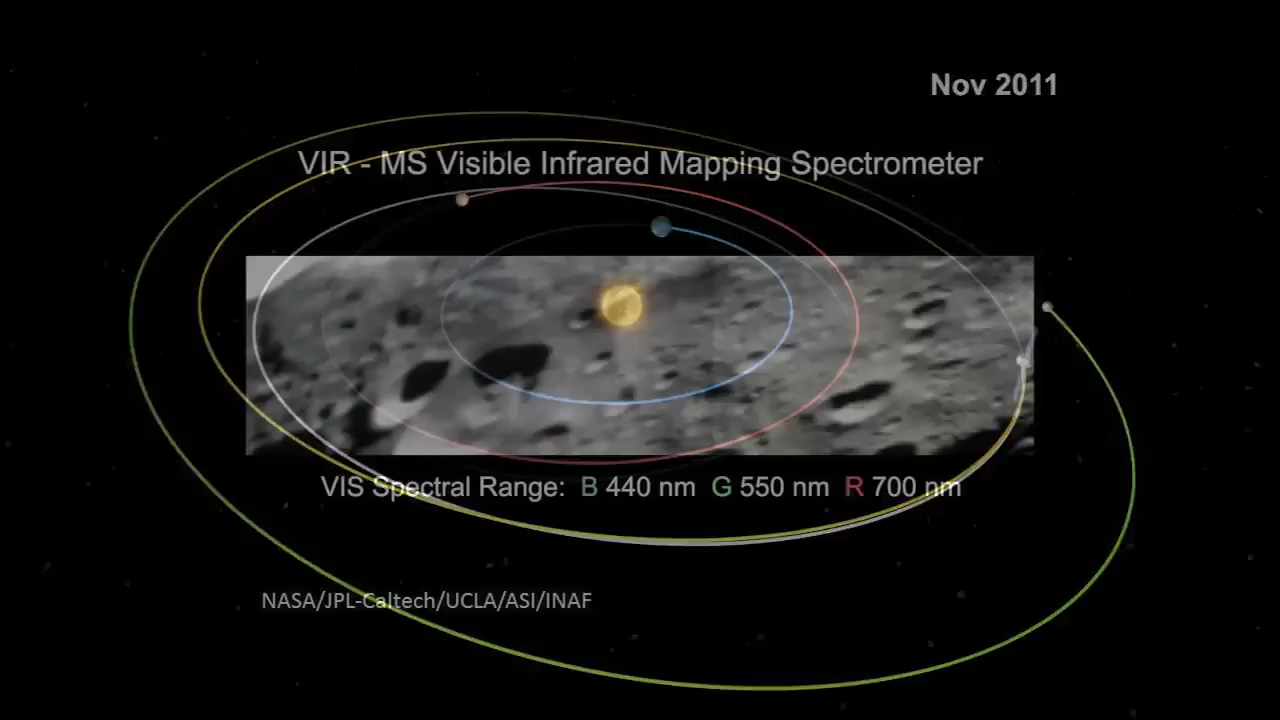 Nov 2011
VIR - MS Visible Infrared Mapping Spectrometer
VIS Spectral Range: B 440 nm G 550 nm R 700 nm
NASA/JPL-Caltech/UCLA/ASI/INAF